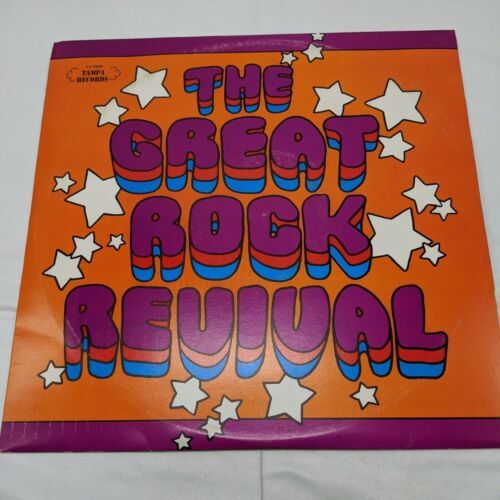 TAMPA
RECORDS
THE
GREAT
ROCK
REVIVAL